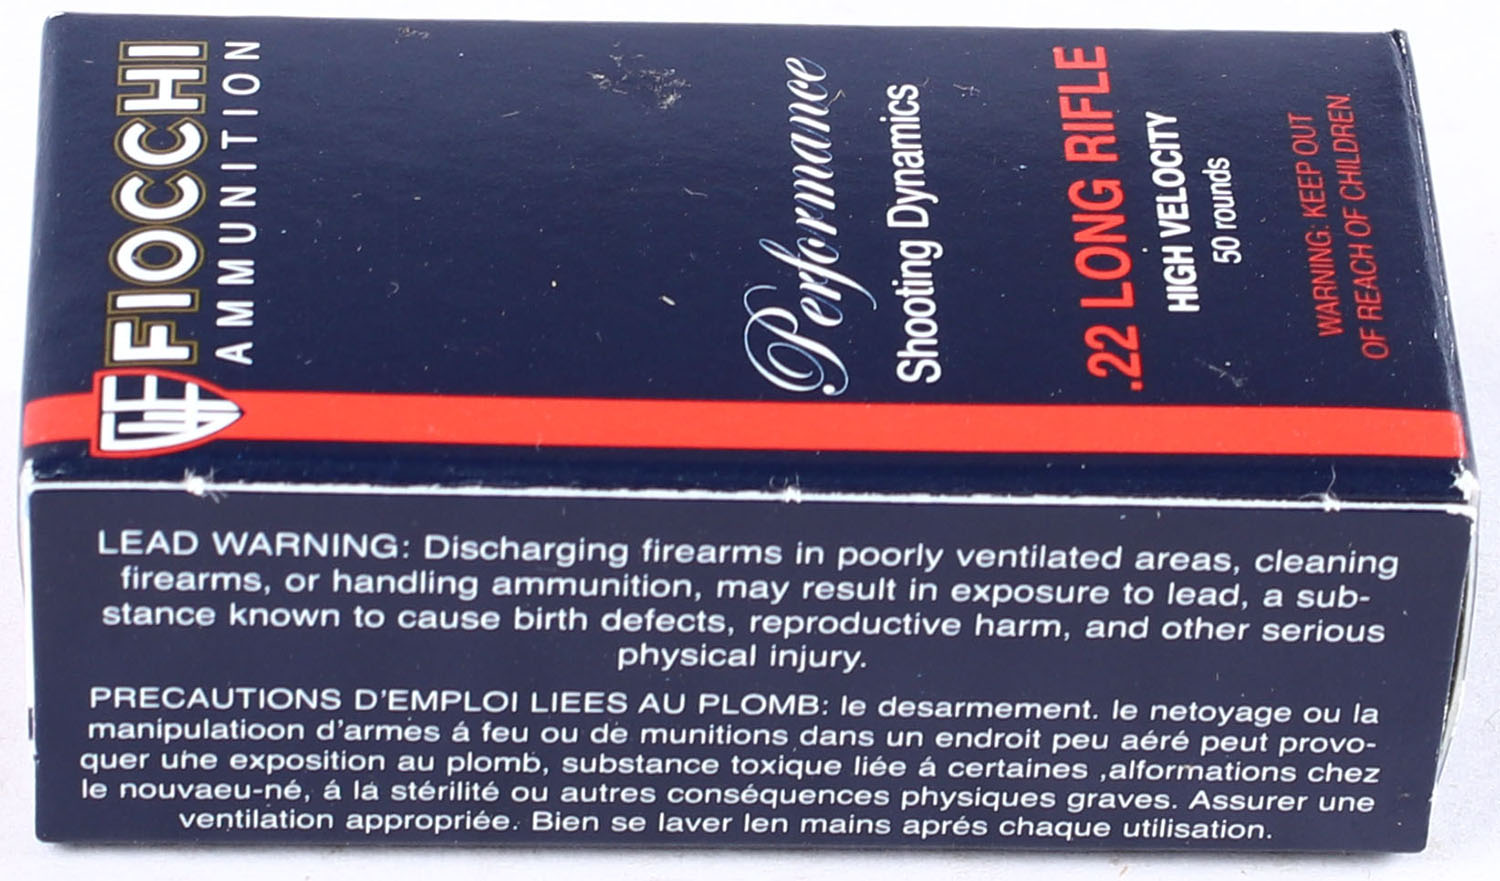 FIOCCHI
AMMUNITION
Performance
Shooting Dynamics
.22 LONG RIFLE
HIGH VELOCITY
50 rounds
WARNING: KEEP OUT
OF REACH OF CHILDREN
LEAD WARNING: Discharging firearms in poorly ventilated areas, cleaning
firearms, or handling ammunition, may result in exposure to lead, a sub-
stance known to cause birth defects, reproductive harm, and other serious
physical injury.
PRECAUTIONS D'EMPLOI LIEES AU PLOMB: le desarmement. le netoyage ou la
manipulatioon d'armes á feu ou de munitions dans un endroit peu aéré peut provo-
quer une exposition au plomb, substance toxique liée á certaines ,alformations chez
le nouvaeu-né, á la stérilité ou autres conséquences physiques graves. Assurer une
ventilation appropriée. Bien se laver len mains aprés chaque utilisation.